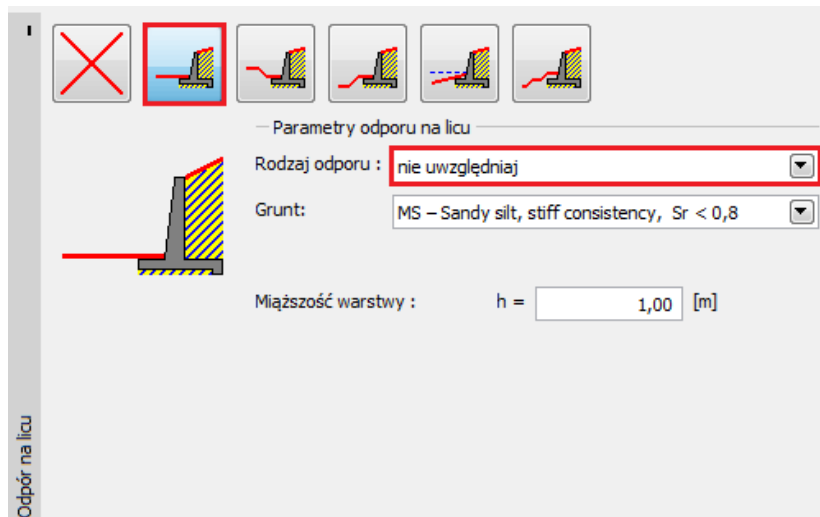 Parametry odporu na licu
Rodzaj odporu : nie uwzględniaj
Grunt: MS – Sandy silt, stiff consistency, Sr < 0,8
Miąższość warstwy : h = 1,00 [m]
Odpór na licu